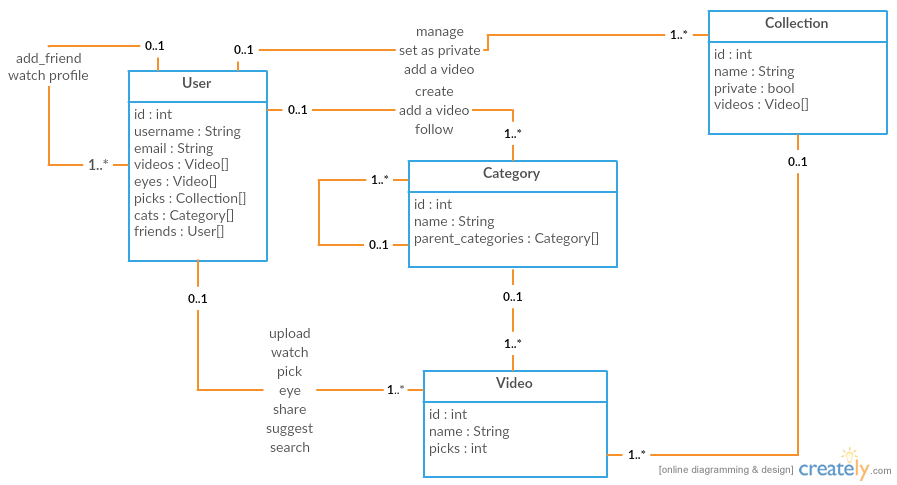 Collection
id : int
name : String
private : bool
videos : Video[]
manage
set as private
add a video
0..1
1..*
0..1
add_friend
watch profile
1..*
User
id : int
username : String
email : String
videos : Video[]
eyes : Video[]
picks : Collection[]
cats : Category[]
friends : User[]
create
add a video
follow
0..1
1..*
Category
id : int
name : String
parent_categories : Category[]
1..*
0..1
0..1
1..*
0..1
upload
watch
pick
eye
share
suggest
search
1..*
Video
id : int
name : String
picks : int
0..1
1..*
[online diagramming & design] creately.com